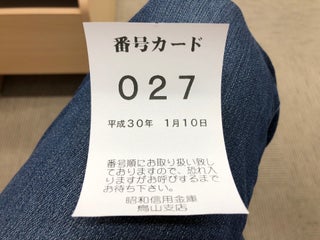 番号カード
027
平成30年 1月10日
番号順にお取り扱い致し
ておりますので、恐れ入
りますがお呼びするまで
お待ち下さい。
昭和信用金庫
烏山支店